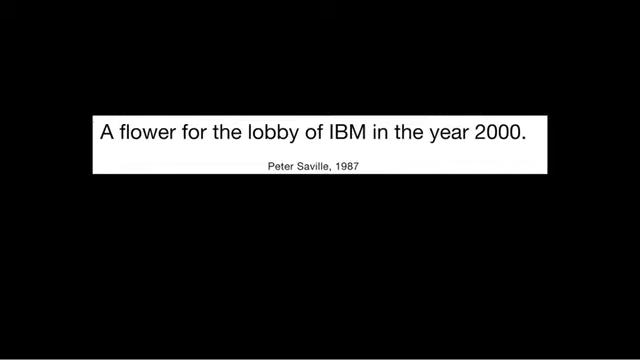 A flower for the lobby of IBM in the year 2000.
Peter Saville, 1987